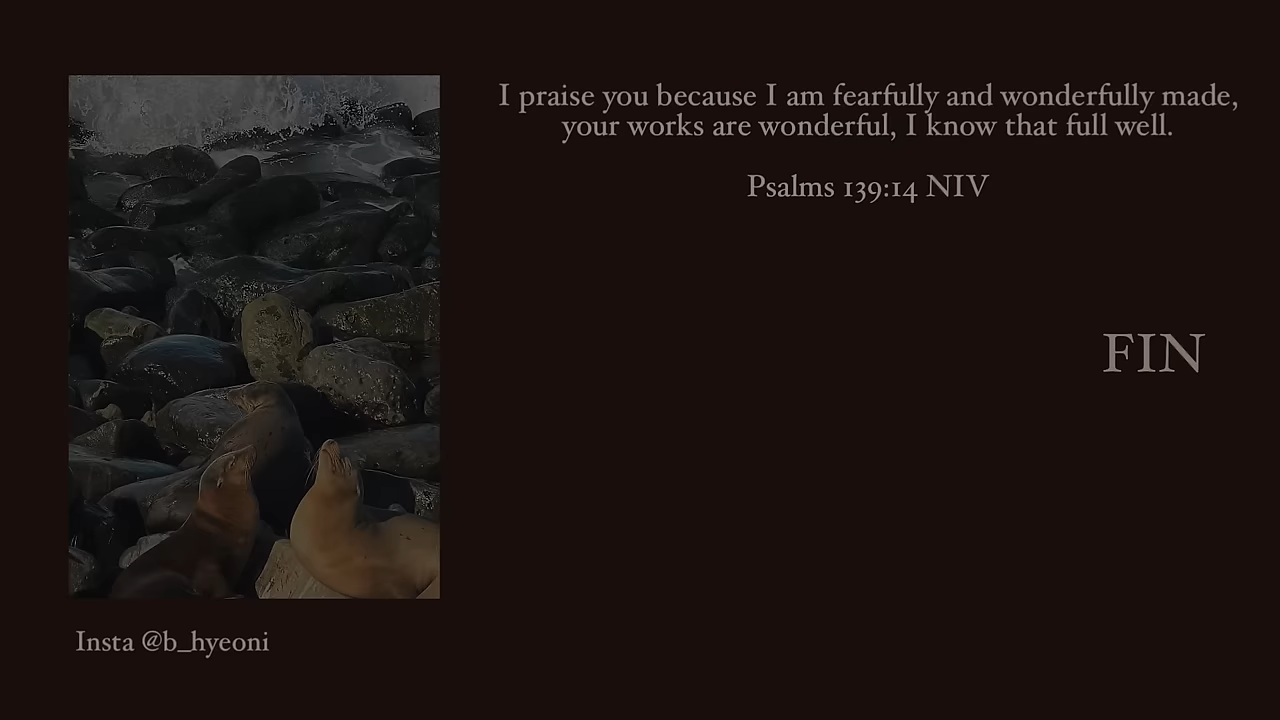 I praise you because I am fearfully and wonderfully made,
your works are wonderful, I know that full well.
Psalms 139:14 NIV
FIN
Insta @b_hyeoni